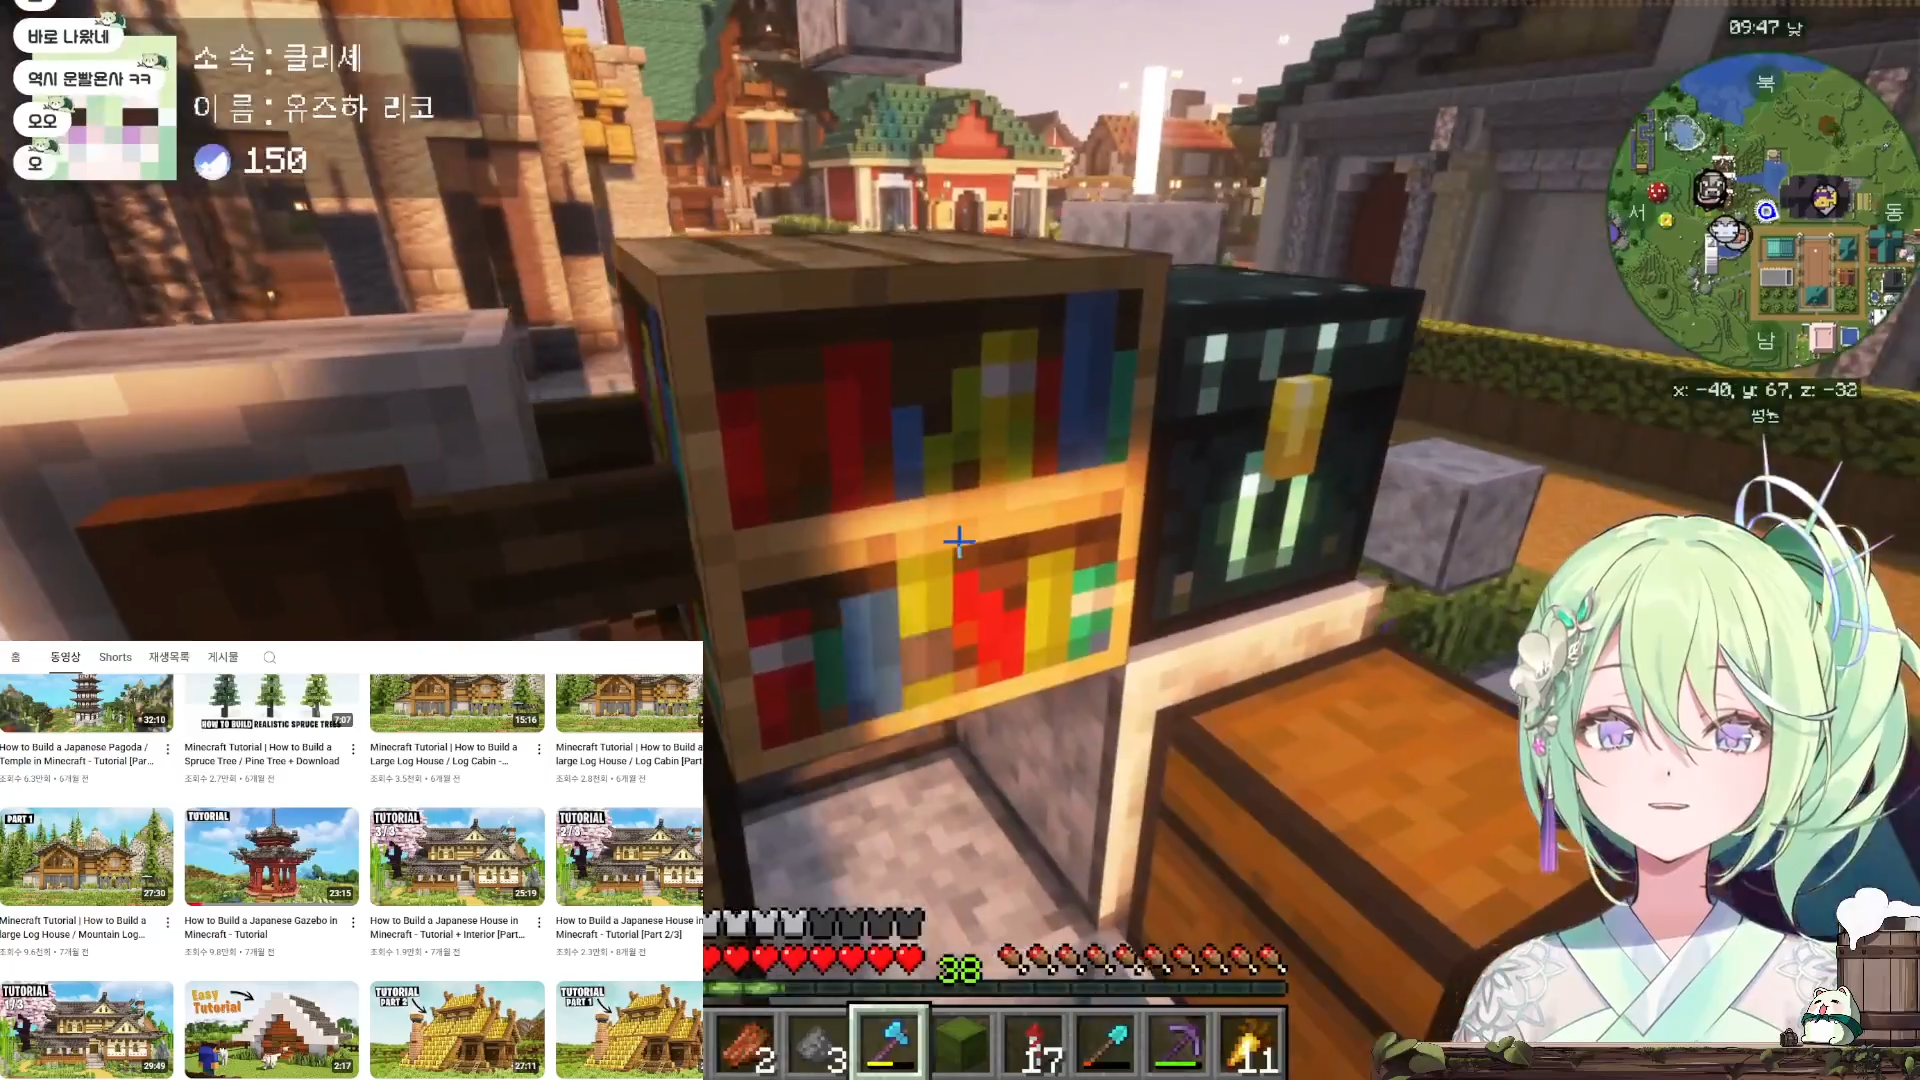 바로 나왔네
역시 운빨온사 ㅋㅋ
오오
오
소 속 : 클리셰
이 름 : 유즈하 리코
150
09:47 낮
북
서
동
남
x: -40, y: 67, z: -32
썽뇬
홈
동영상
Shorts
재생목록
게시물
32:10
HOW TO BUILD REALISTIC SPRUCE TREES
7:07
15:16
How to Build a Japanese Pagoda /
Temple in Minecraft - Tutorial [Par...
조회수 6.3만회 • 6개월 전
Minecraft Tutorial | How to Build a
Spruce Tree / Pine Tree + Download
조회수 2.7만회 • 6개월 전
Minecraft Tutorial | How to Build a
Large Log House / Log Cabin -...
조회수 3.5천회 • 6개월 전
Minecraft Tutorial | How to Build a
large Log House / Log Cabin [Part
조회수 2.8천회 • 6개월 전
PART 1
27:30
TUTORIAL
23:15
TUTORIAL
3/3
25:19
TUTORIAL
2/3
Minecraft Tutorial | How to Build a
large Log House / Mountain Log...
조회수 9.6천회 • 7개월 전
How to Build a Japanese Gazebo in
Minecraft - Tutorial
조회수 9.8만회 • 7개월 전
How to Build a Japanese House in
Minecraft - Tutorial + Interior [Part...
조회수 1.9만회 • 7개월 전
How to Build a Japanese House in
Minecraft - Tutorial [Part 2/3]
조회수 2.3만회 • 8개월 전
TUTORIAL
1/3
29:49
Easy
Tutorial
2:17
TUTORIAL
PART 2
27:11
TUTORIAL
PART 1
38
2
3
17
11